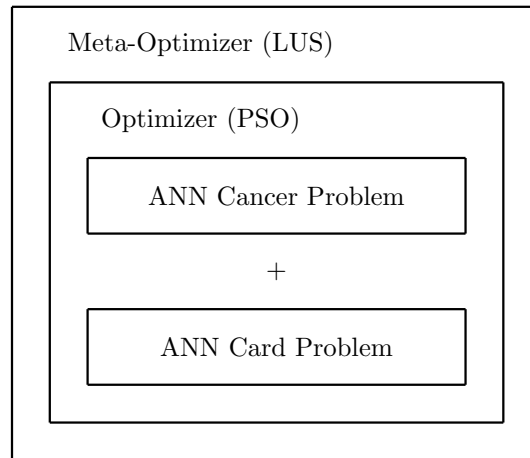 Meta-Optimizer (LUS)
Optimizer (PSO)
ANN Cancer Problem
+
ANN Card Problem